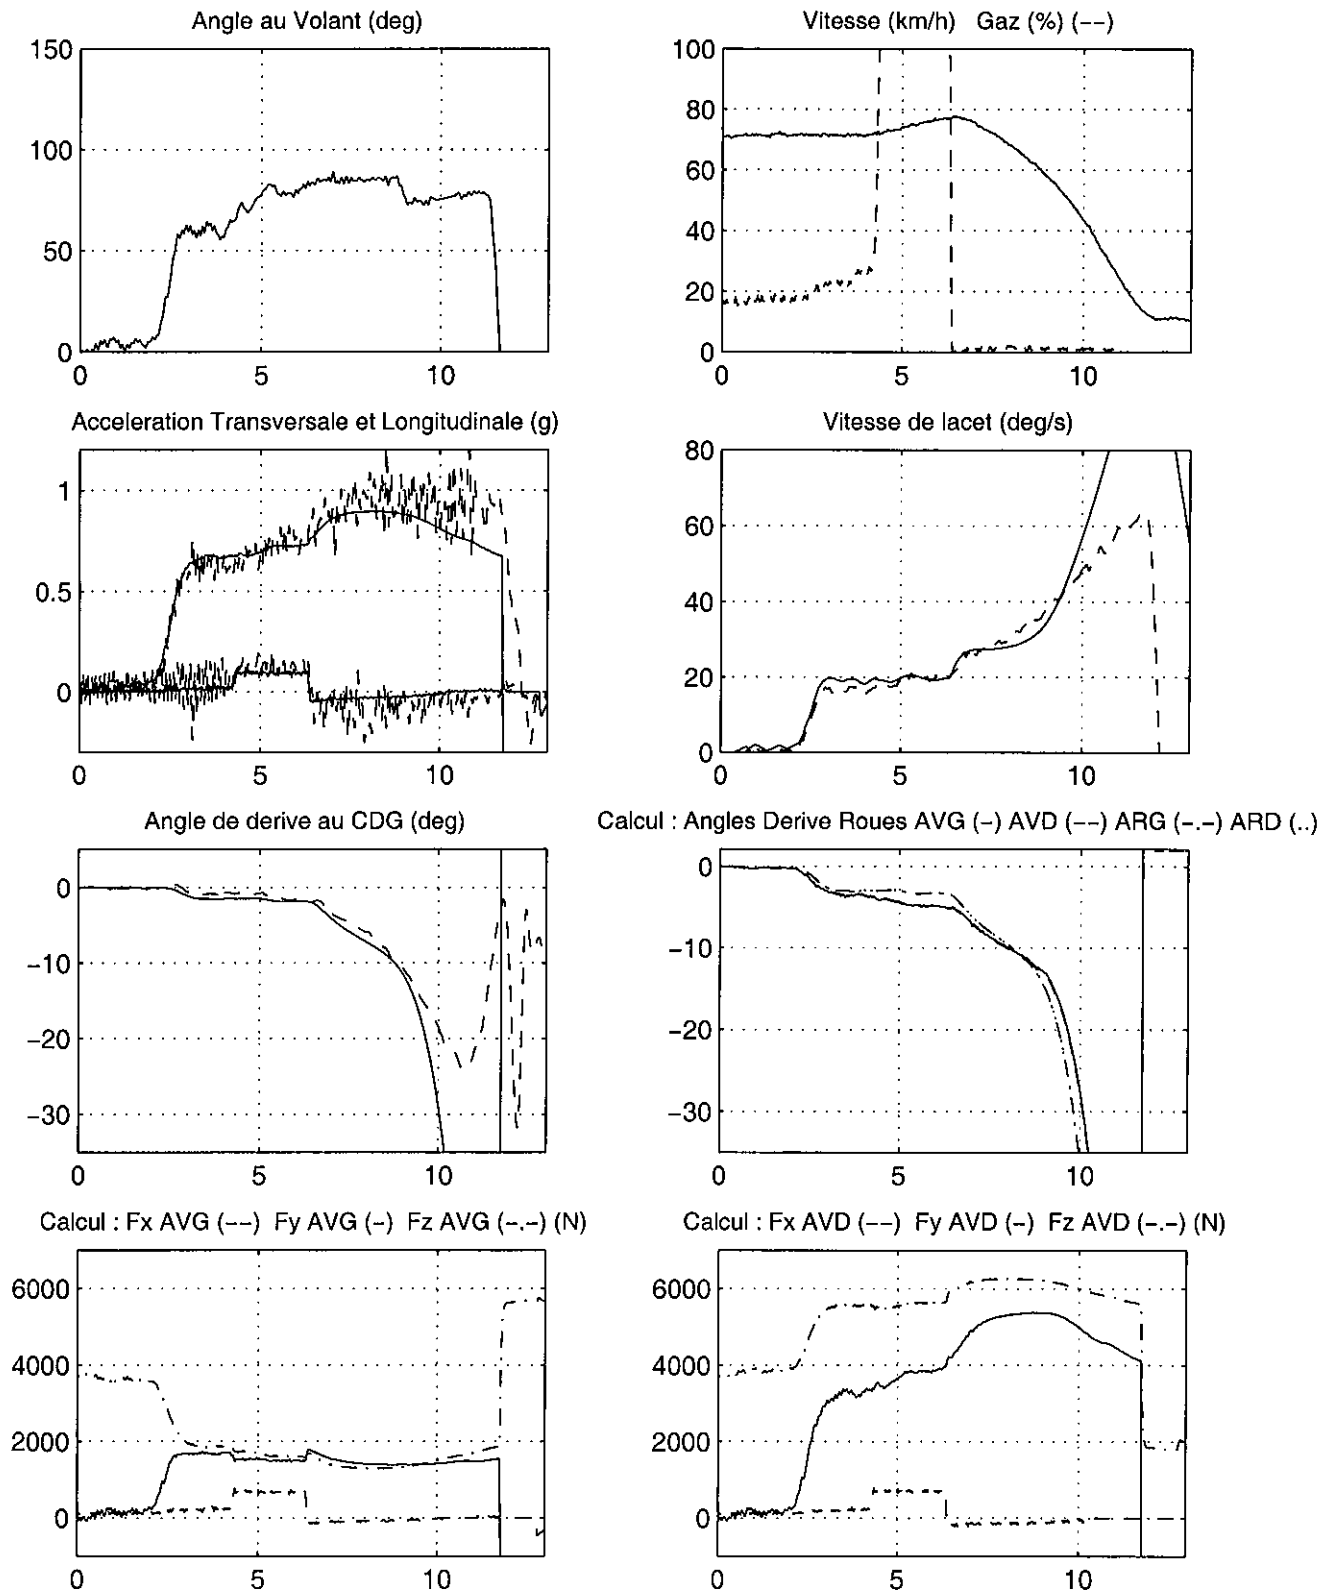 Angle au Volant (deg)
150
100
50
0
0 5 10
Vitesse (km/h) Gaz (%) (−−)
100
80
60
40
20
0
0 5 10
Acceleration Transversale et Longitudinale (g)
1
0.5
0
0 5 10
Vitesse de lacet (deg/s)
80
60
40
20
0
0 5 10
Angle de derive au CDG (deg)
0
−10
−20
−30
0 5 10
Calcul : Angles Derive Roues AVG (−) AVD (−−) ARG (−.−) ARD (..)
0
−10
−20
−30
0 5 10
Calcul : Fx AVG (−−) Fy AVG (−) Fz AVG (−.−) (N)
6000
4000
2000
0
0 5 10
Calcul : Fx AVD (−−) Fy AVD (−) Fz AVD (−.−) (N)
6000
4000
2000
0
0 5 10